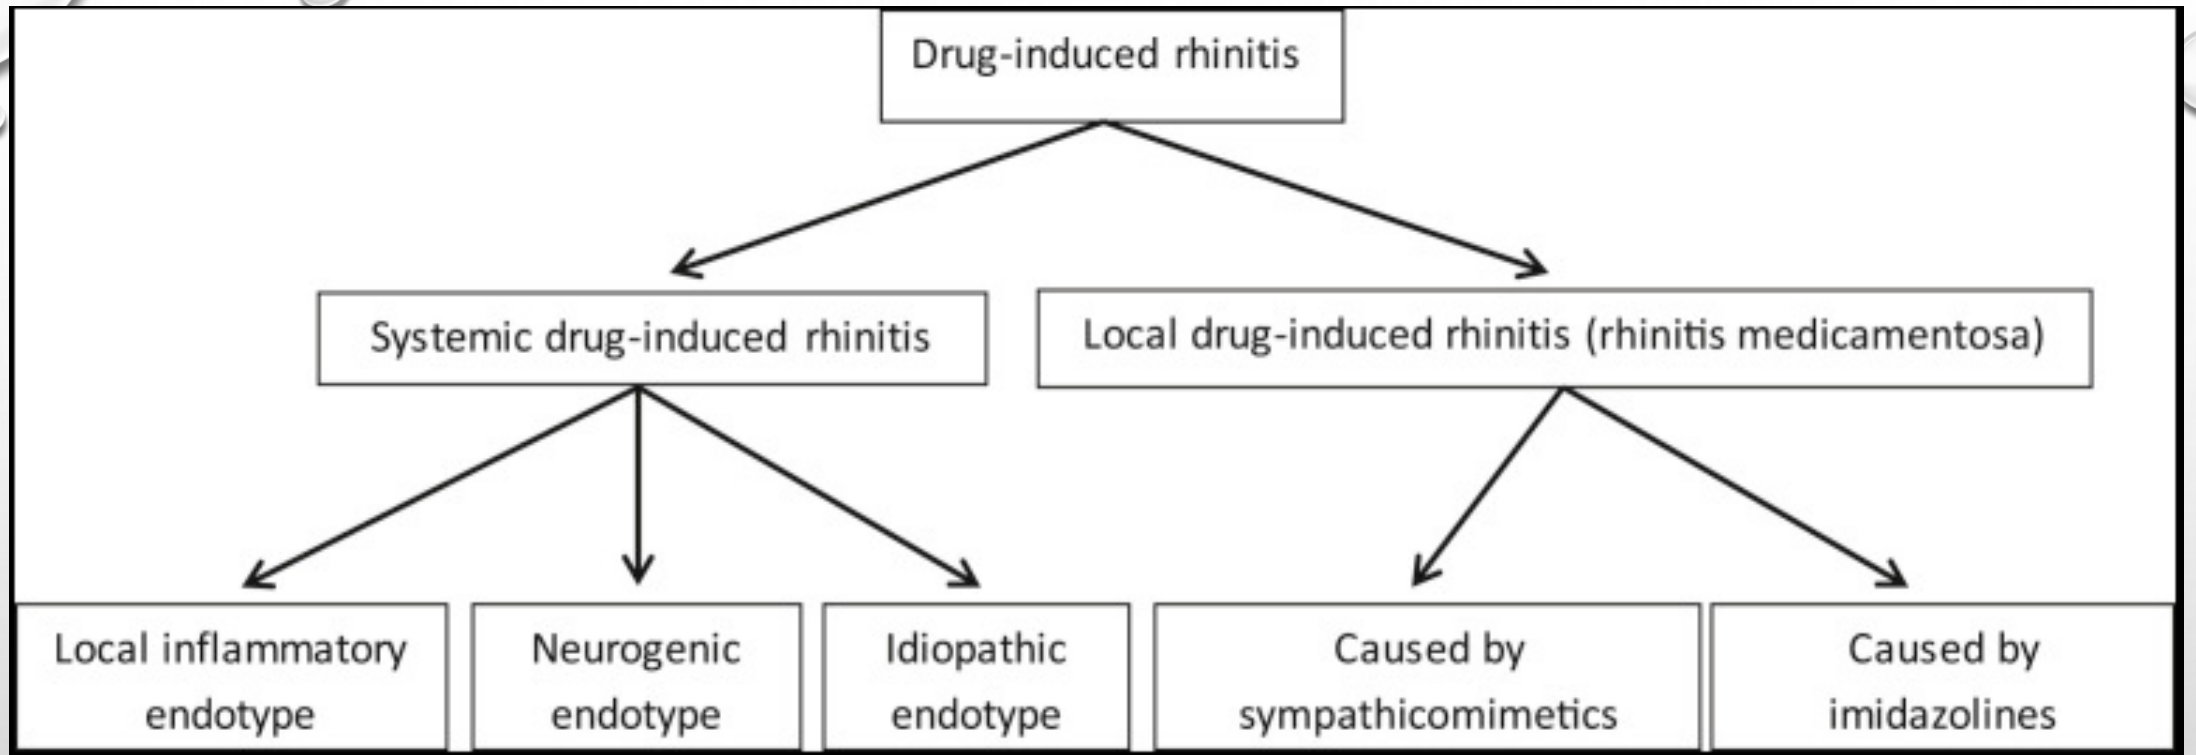 Drug-induced rhinitis
Systemic drug-induced rhinitis
Local drug-induced rhinitis (rhinitis medicamentosa)
Local inflammatory
endotype
Neurogenic
endotype
Idiopathic
endotype
Caused by
sympathicomimetics
Caused by
imidazolines